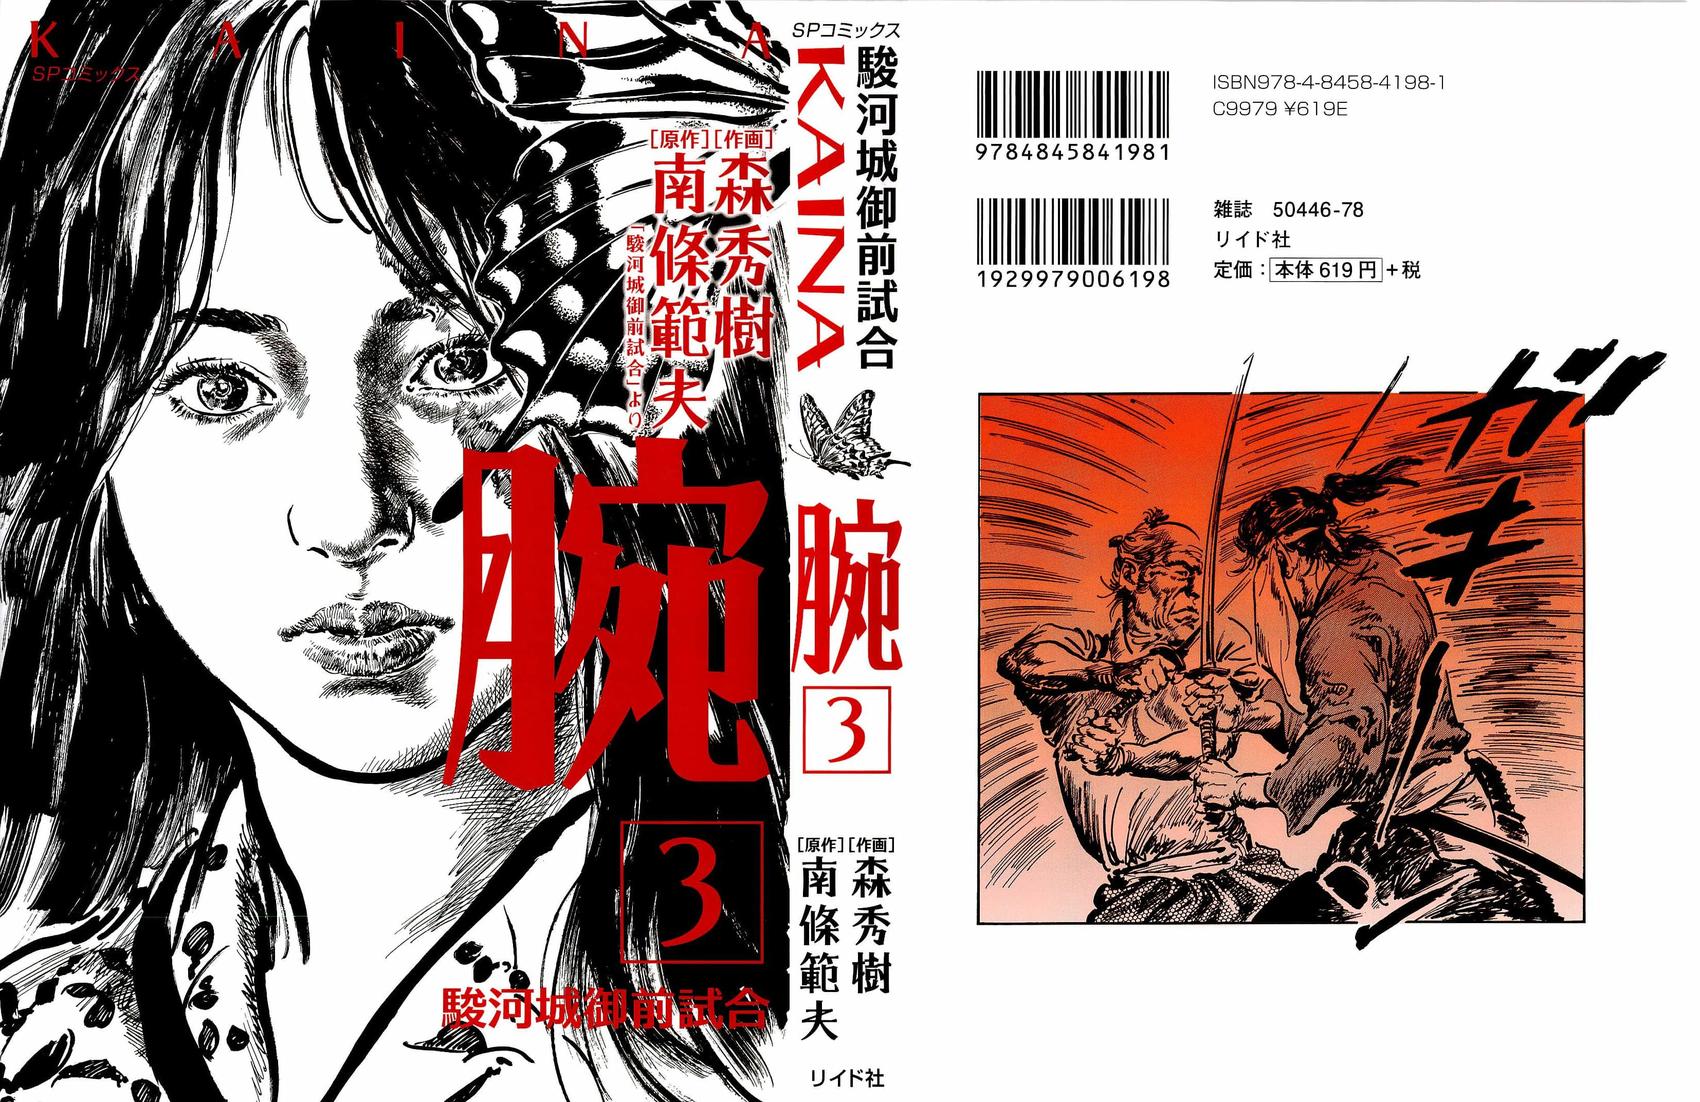 K A I N A
SPコミックス
[作画]
森秀樹
[原作]
南條範夫
「駿河城御前試合」より
腕
3
駿河城御前試合
SPコミックス
駿河城御前試合
KAINA
腕
3
[作画]
森秀樹
[原作]
南條範夫
リイド社
9784845841981
ISBN978-4-8458-4198-1
C9979 ¥619E
1929979006198
雑誌 50446-78
リイド社
定価：本体619円+税
ガキ